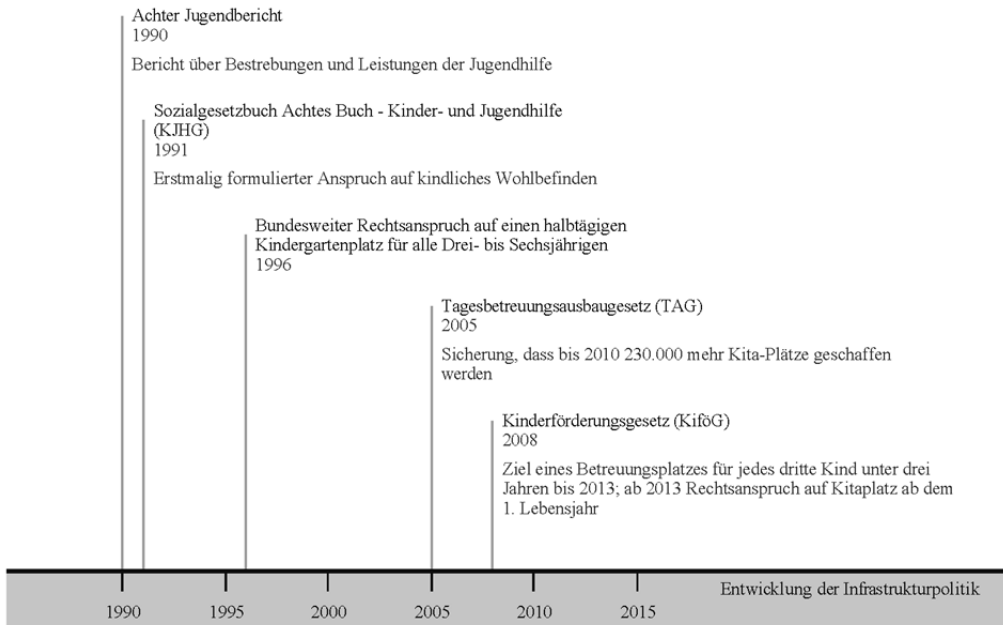 Achter Jugendbericht
1990
Bericht über Bestrebungen und Leistungen der Jugendhilfe
Sozialgesetzbuch Achtes Buch - Kinder- und Jugendhilfe
(KJHG)
1991
Erstmalig formulierter Anspruch auf kindliches Wohlbefinden
Bundesweiter Rechtsanspruch auf einen halbtägigen
Kindergartenplatz für alle Drei- bis Sechsjährigen
1996
Tagesbetreuungsausbaugesetz (TAG)
2005
Sicherung, dass bis 2010 230.000 mehr Kita-Plätze geschaffen
werden
Kinderförderungsgesetz (KiföG)
2008
Ziel eines Betreuungsplatzes für jedes dritte Kind unter drei
Jahren bis 2013; ab 2013 Rechtsanspruch auf Kitaplatz ab dem
1. Lebensjahr
Entwicklung der Infrastrukturpolitik
1990 1995 2000 2005 2010 2015